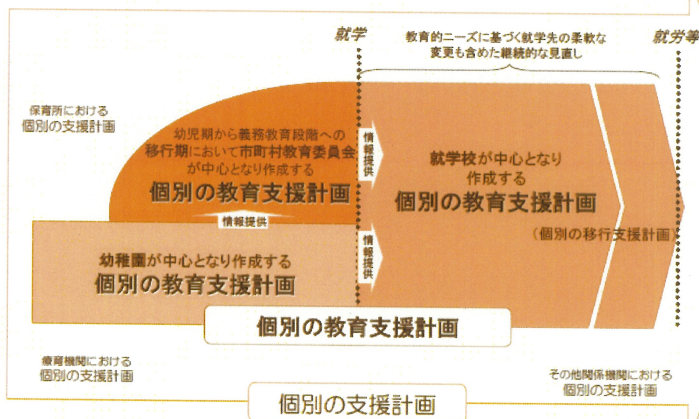 就学
教育的ニーズに基づく就学先の柔軟な
変更も含めた継続的な見直し
就労等
保育所における
個別の支援計画
幼児期から義務教育段階への
移行期において市町村教育委員会
が中心となり作成する
個別の教育支援計画
情報提供
情報提供
就学校が中心となり
作成する
個別の教育支援計画
(個別の移行支援計画)
幼稚園が中心となり作成する
個別の教育支援計画
情報提供
個別の教育支援計画
療育機関における
個別の支援計画
その他関係機関における
個別の支援計画
個別の支援計画